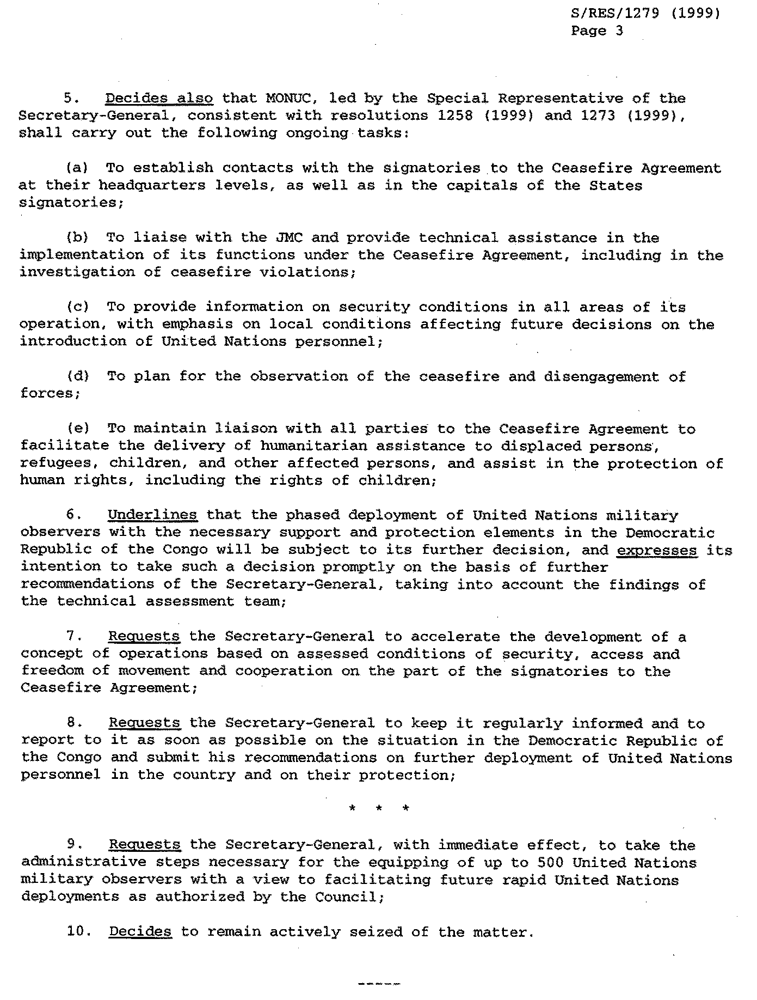 S/RES/1279 (1999)
Page 3
5. Decides also that MONUC, led by the Special Representative of the
Secretary-General, consistent with resolutions 1258 (1999) and 1273 (1999),
shall carry out the following ongoing tasks:
(a) To establish contacts with the signatories to the Ceasefire Agreement
at their headquarters levels, as well as in the capitals of the States
signatories;
(b) To liaise with the JMC and provide technical assistance in the
implementation of its functions under the Ceasefire Agreement, including in the
investigation of ceasefire violations;
(c) To provide information on security conditions in all areas of its
operation, with emphasis on local conditions affecting future decisions on the
introduction of United Nations personnel;
(d) To plan for the observation of the ceasefire and disengagement of
forces;
(e) To maintain liaison with all parties to the Ceasefire Agreement to
facilitate the delivery of humanitarian assistance to displaced persons,
refugees, children, and other affected persons, and assist in the protection of
human rights, including the rights of children;
6. Underlines that the phased deployment of United Nations military
observers with the necessary support and protection elements in the Democratic
Republic of the Congo will be subject to its further decision, and expresses its
intention to take such a decision promptly on the basis of further
recommendations of the Secretary-General, taking into account the findings of
the technical assessment team;
7. Requests the Secretary-General to accelerate the development of a
concept of operations based on assessed conditions of security, access and
freedom of movement and cooperation on the part of the signatories to the
Ceasefire Agreement;
8. Requests the Secretary-General to keep it regularly informed and to
report to it as soon as possible on the situation in the Democratic Republic of
the Congo and submit his recommendations on further deployment of United Nations
personnel in the country and on their protection;
* * *
9. Requests the Secretary-General, with immediate effect, to take the
administrative steps necessary for the equipping of up to 500 United Nations
military observers with a view to facilitating future rapid United Nations
deployments as authorized by the Council;
10. Decides to remain actively seized of the matter.
-----